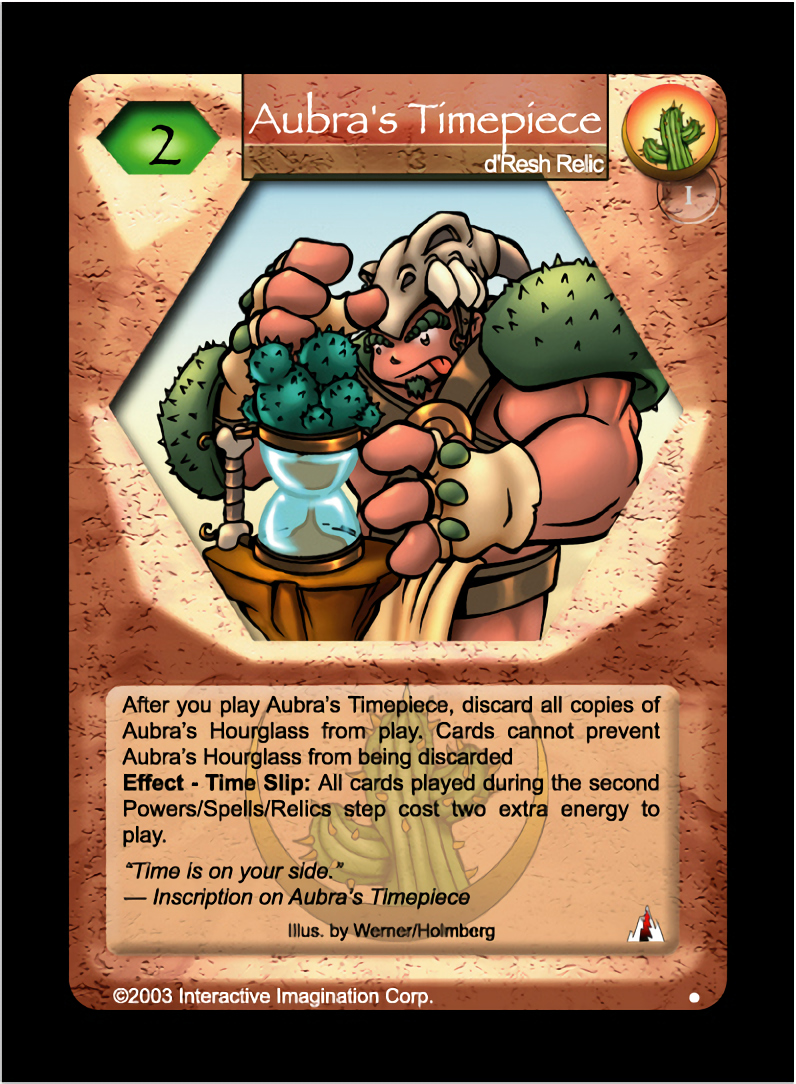 2
Aubra's Timepiece
d'Resh Relic
I
After you play Aubra's Timepiece, discard all copies of
Aubra's Hourglass from play. Cards cannot prevent
Aubra's Hourglass from being discarded
Effect - Time Slip: All cards played during the second
Powers/Spells/Relics step cost two extra energy to
play.
“Time is on your side.”
— Inscription on Aubra's Timepiece
Illus. by Werner/Holmberg
©2003 Interactive Imagination Corp.